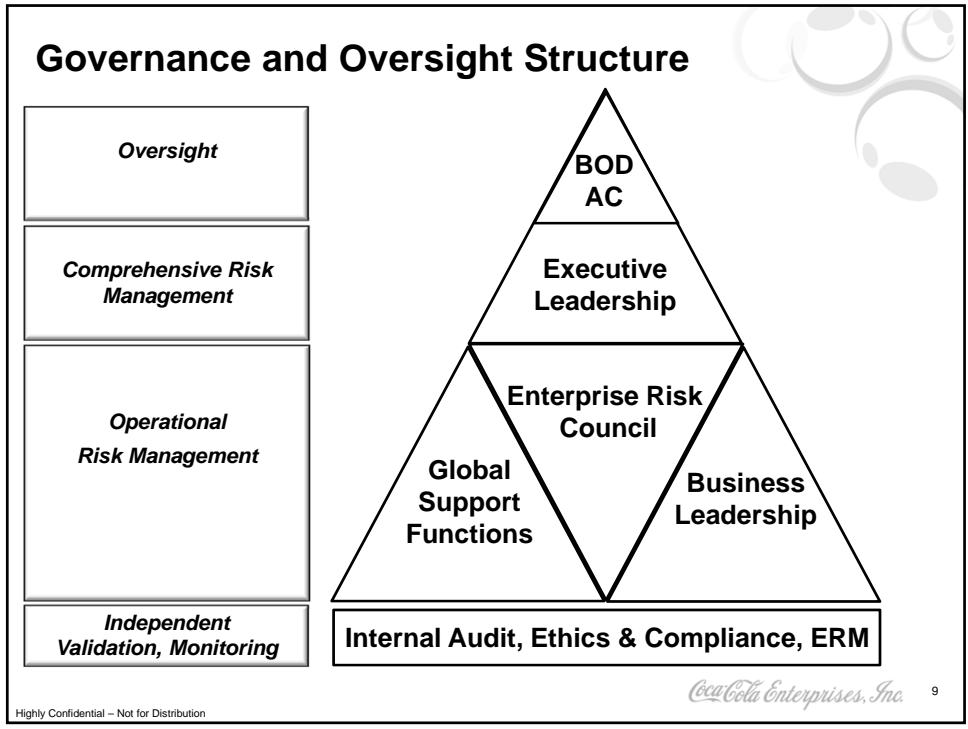 Governance and Oversight Structure
Oversight
BOD
AC
Comprehensive Risk
Management
Executive
Leadership
Operational
Risk Management
Enterprise Risk
Council
Global
Support
Functions
Business
Leadership
Independent
Validation, Monitoring
Internal Audit, Ethics & Compliance, ERM
Coca-Cola Enterprises, Inc.
9
Highly Confidential – Not for Distribution